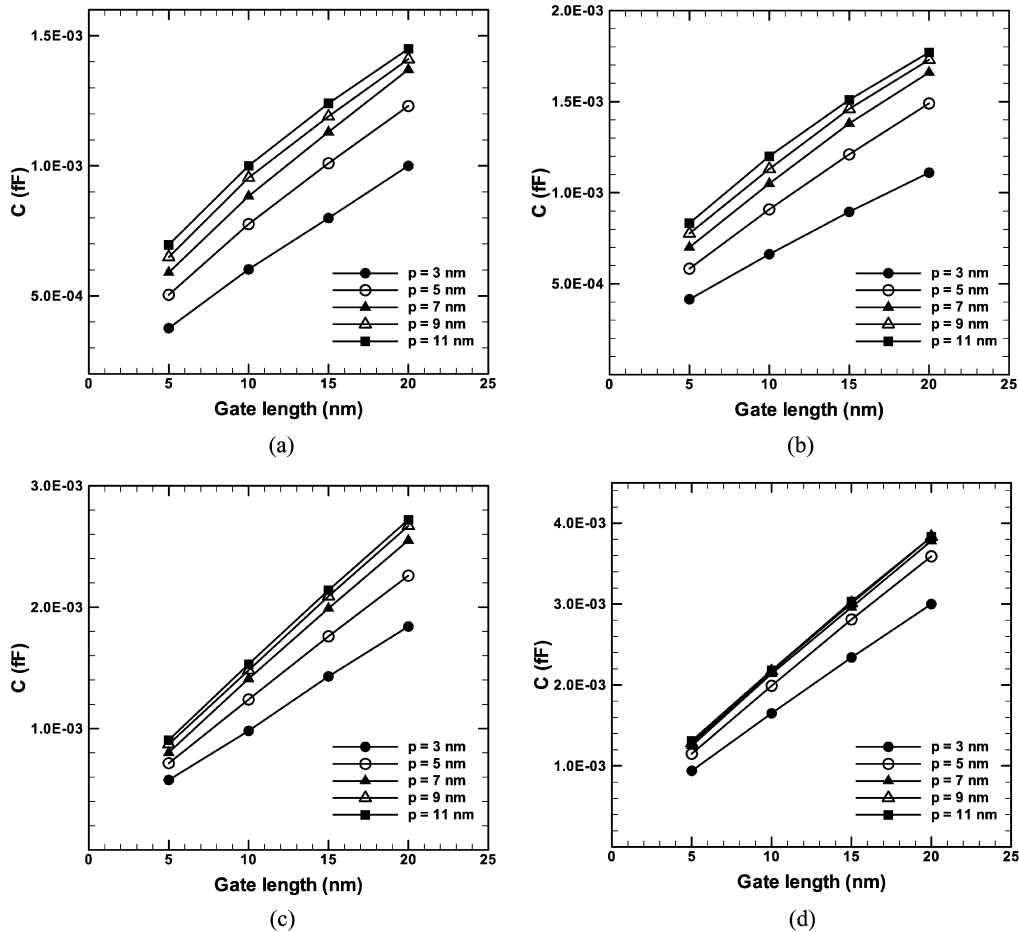 1.5E-03
1.0E-03
5.0E-04
C (fF)
p = 3 nm
p = 5 nm
p = 7 nm
p = 9 nm
p = 11 nm
0 5 10 15 20 25
Gate length (nm)
(a)
2.0E-03
1.5E-03
1.0E-03
5.0E-04
C (fF)
p = 3 nm
p = 5 nm
p = 7 nm
p = 9 nm
p = 11 nm
0 5 10 15 20 25
Gate length (nm)
(b)
3.0E-03
2.0E-03
1.0E-03
C (fF)
p = 3 nm
p = 5 nm
p = 7 nm
p = 9 nm
p = 11 nm
0 5 10 15 20 25
Gate length (nm)
(c)
4.0E-03
3.0E-03
2.0E-03
1.0E-03
C (fF)
p = 3 nm
p = 5 nm
p = 7 nm
p = 9 nm
p = 11 nm
0 5 10 15 20 25
Gate length (nm)
(d)